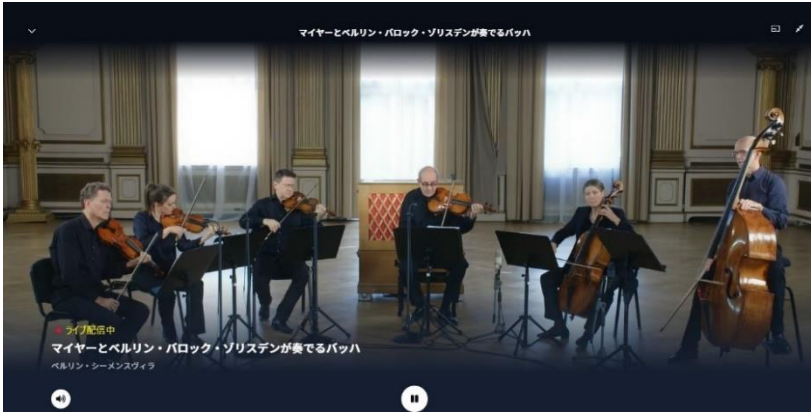 マイヤーとベルリン・バロック・ゾリスデンが奏でるバッハ
ライブ配信中
マイヤーとベルリン・バロック・ゾリスデンが奏でるバッハ
ベルリン・シーメンスヴィラ